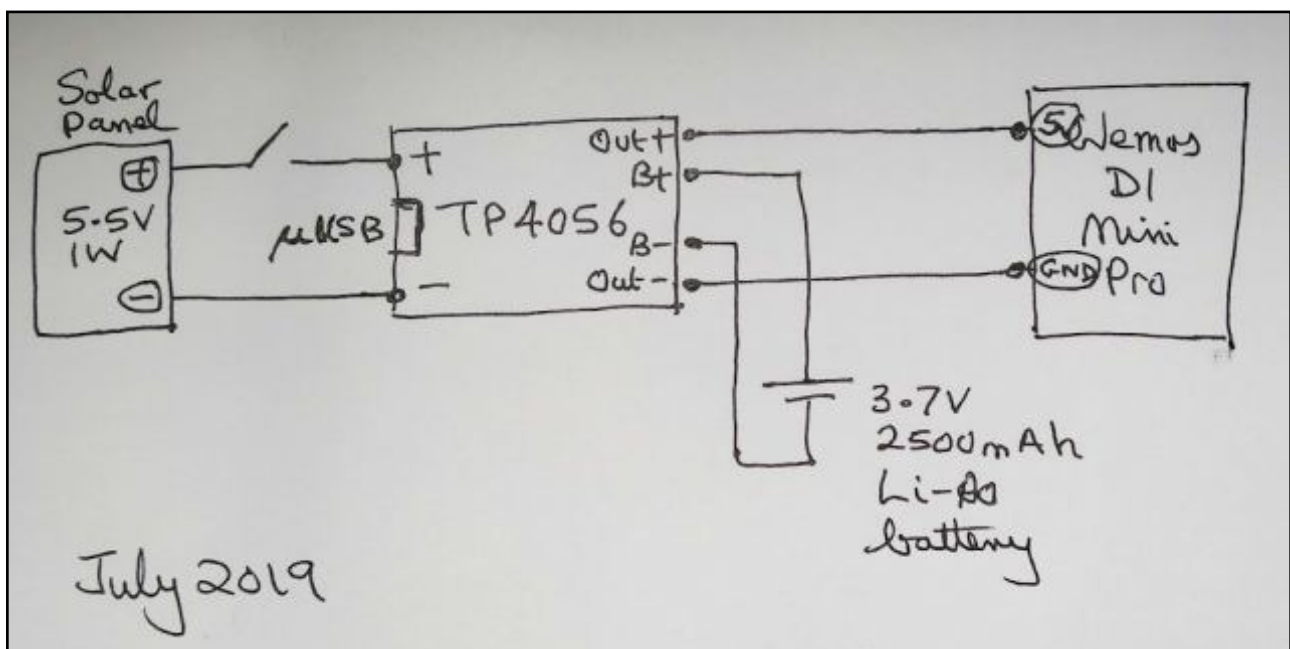 Solar
Panel
+
5.5V
1W
-
+
µUSB
-
TP4056
Out+
B+
B-
Out-
5V
GND
Wemos
D1
Mini
Pro
3.7V
2500mAh
Li-Po
battery
July 2019